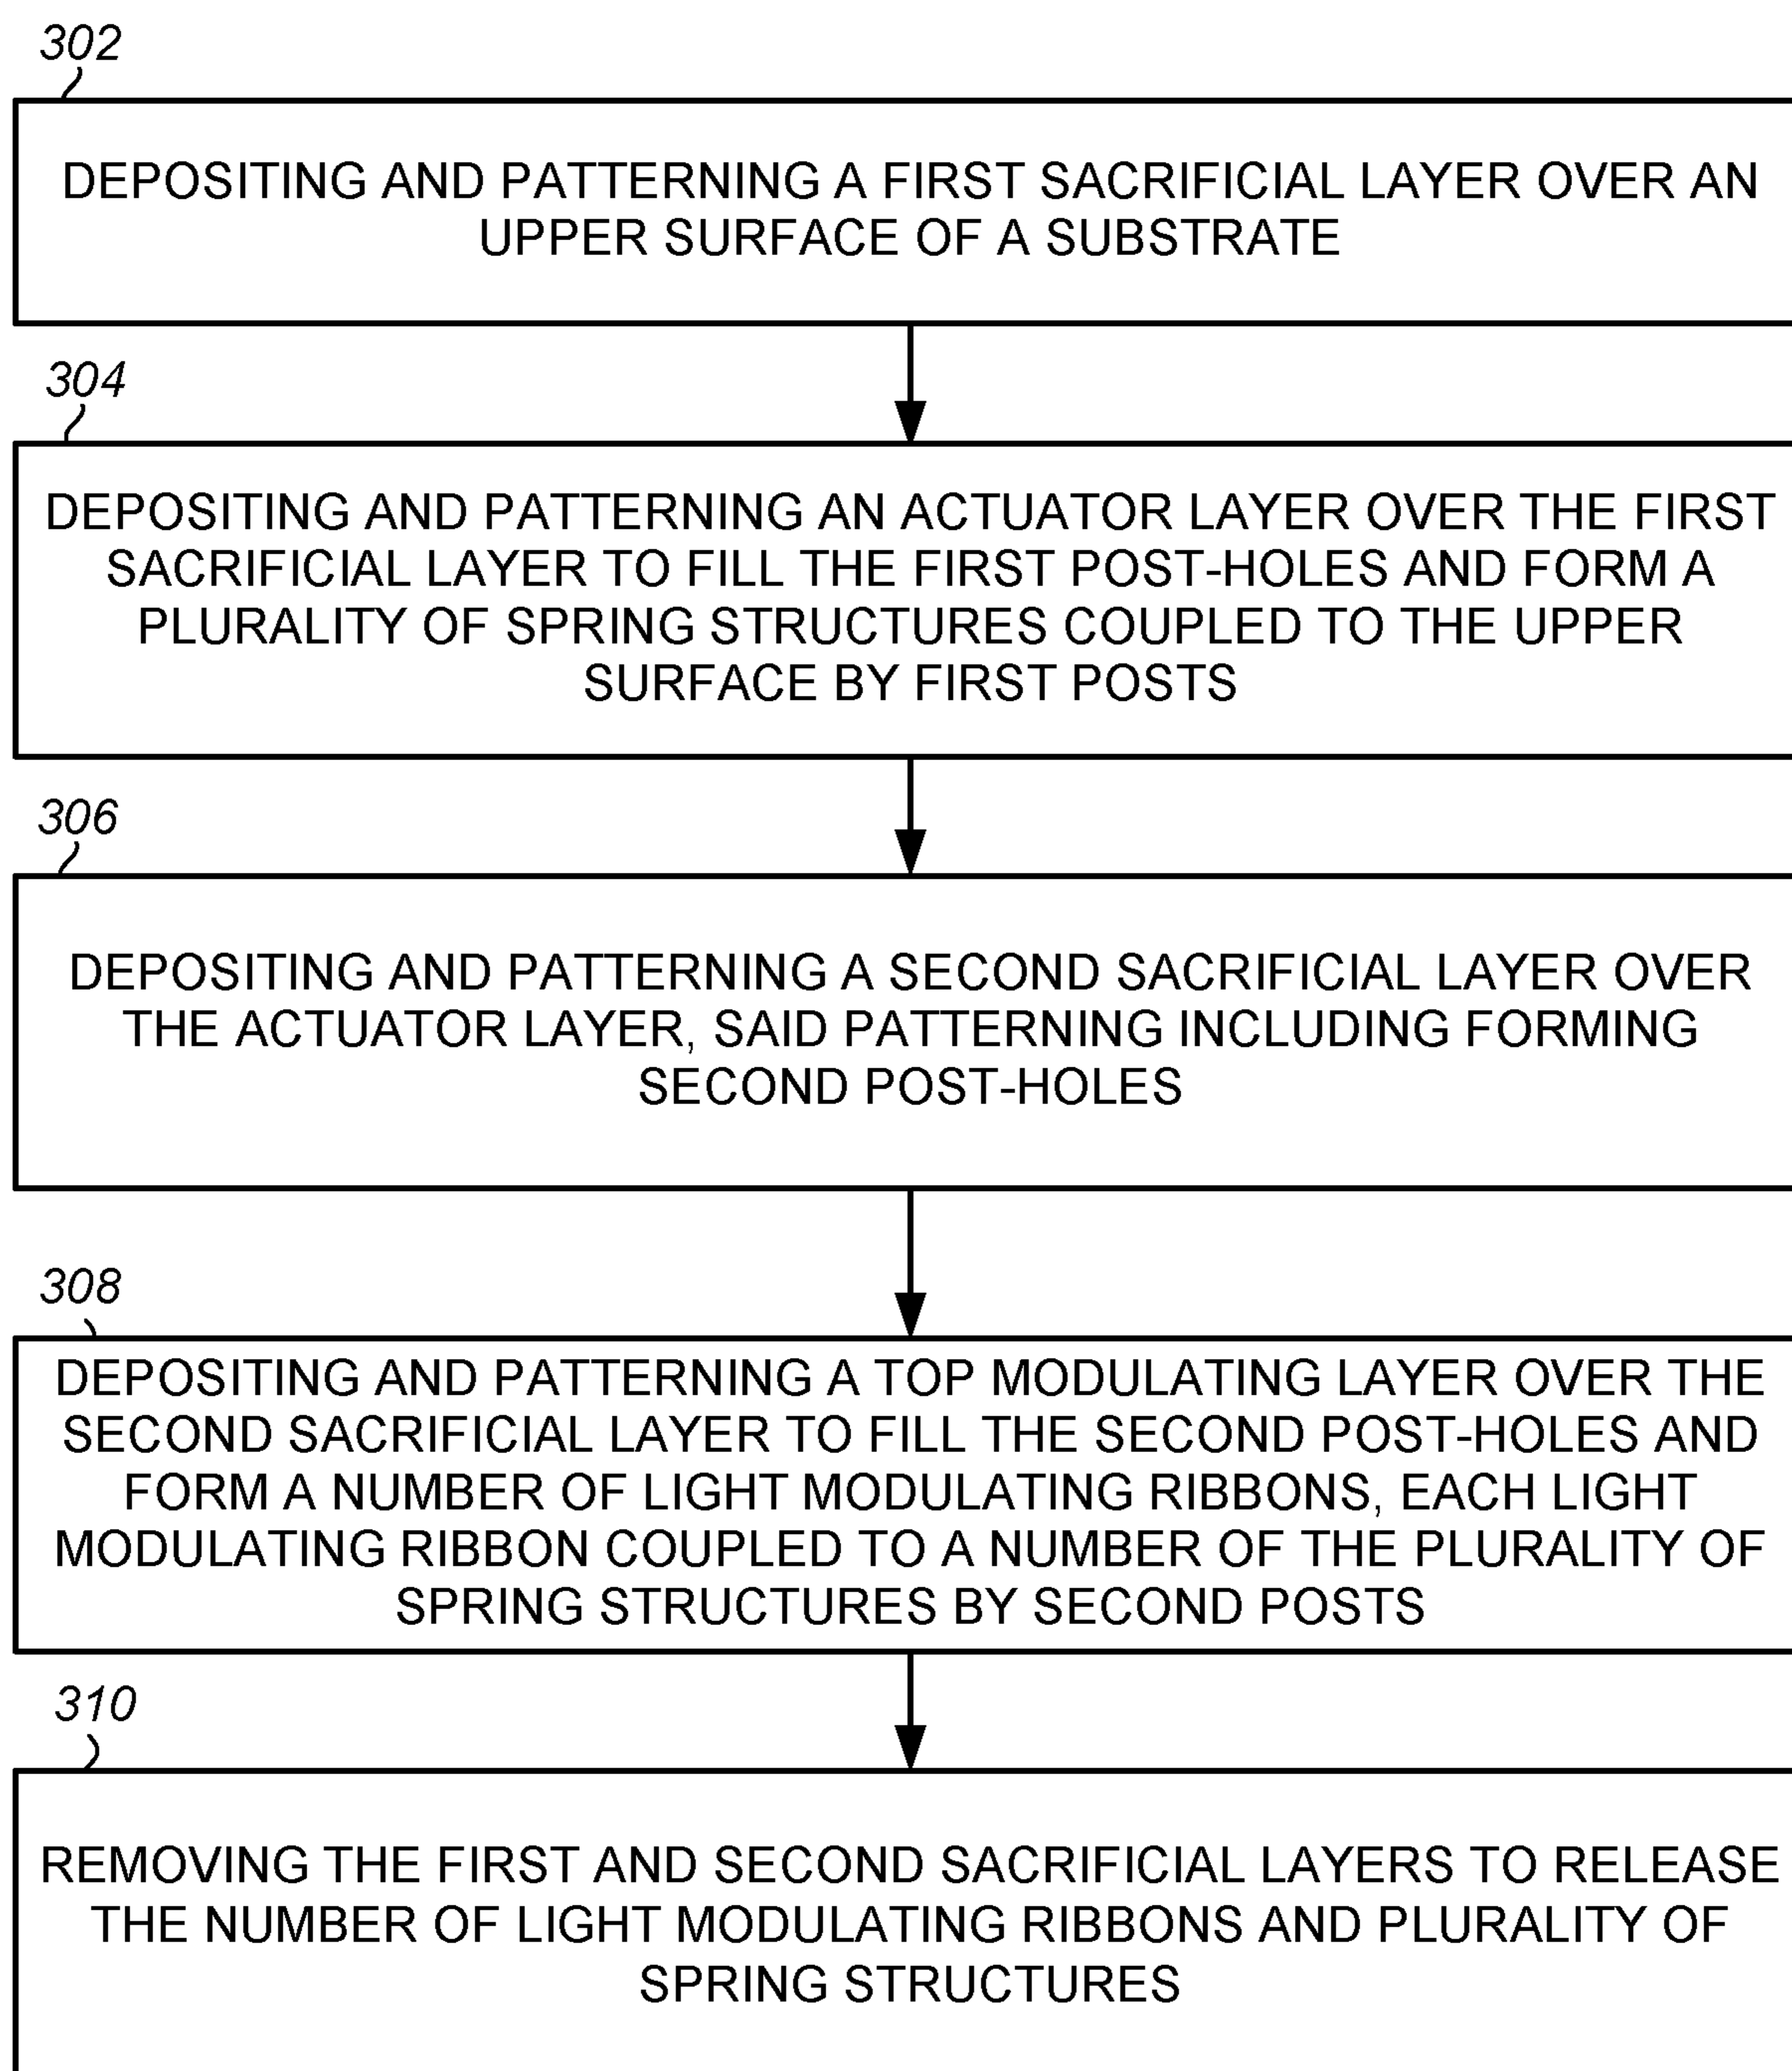 302
DEPOSITING AND PATTERNING A FIRST SACRIFICIAL LAYER OVER AN
UPPER SURFACE OF A SUBSTRATE
304
DEPOSITING AND PATTERNING AN ACTUATOR LAYER OVER THE FIRST
SACRIFICIAL LAYER TO FILL THE FIRST POST-HOLES AND FORM A
PLURALITY OF SPRING STRUCTURES COUPLED TO THE UPPER
SURFACE BY FIRST POSTS
306
DEPOSITING AND PATTERNING A SECOND SACRIFICIAL LAYER OVER
THE ACTUATOR LAYER, SAID PATTERNING INCLUDING FORMING
SECOND POST-HOLES
308
DEPOSITING AND PATTERNING A TOP MODULATING LAYER OVER THE
SECOND SACRIFICIAL LAYER TO FILL THE SECOND POST-HOLES AND
FORM A NUMBER OF LIGHT MODULATING RIBBONS, EACH LIGHT
MODULATING RIBBON COUPLED TO A NUMBER OF THE PLURALITY OF
SPRING STRUCTURES BY SECOND POSTS
310
REMOVING THE FIRST AND SECOND SACRIFICIAL LAYERS TO RELEASE
THE NUMBER OF LIGHT MODULATING RIBBONS AND PLURALITY OF
SPRING STRUCTURES